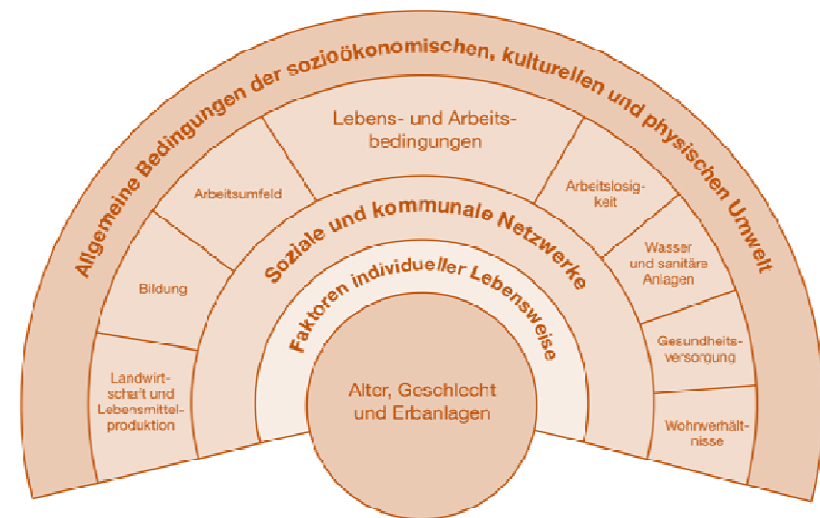 Allgemeine Bedingungen der sozioökonomischen, kulturellen und physischen Umwelt
Lebens- und Arbeits-
bedingungen
Arbeitsumfeld
Arbeitslosig-
keit
Bildung
Wasser
und sanitäre
Anlagen
Landwirt-
schaft und
Lebensmittel-
produktion
Gesundheits-
versorgung
Wohnverhält-
nisse
Soziale und kommunale Netzwerke
Faktoren individueller Lebensweise
Alter, Geschlecht
und Erbanlagen